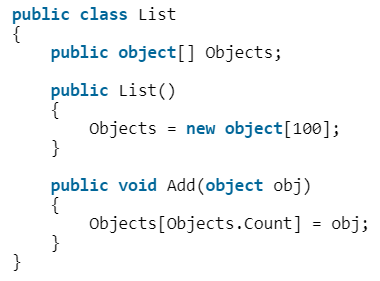 public class List
{
    public object[] Objects;

    public List()
    {
        Objects = new object[100];
    }

    public void Add(object obj)
    {
        Objects[Objects.Count] = obj;
    }
}